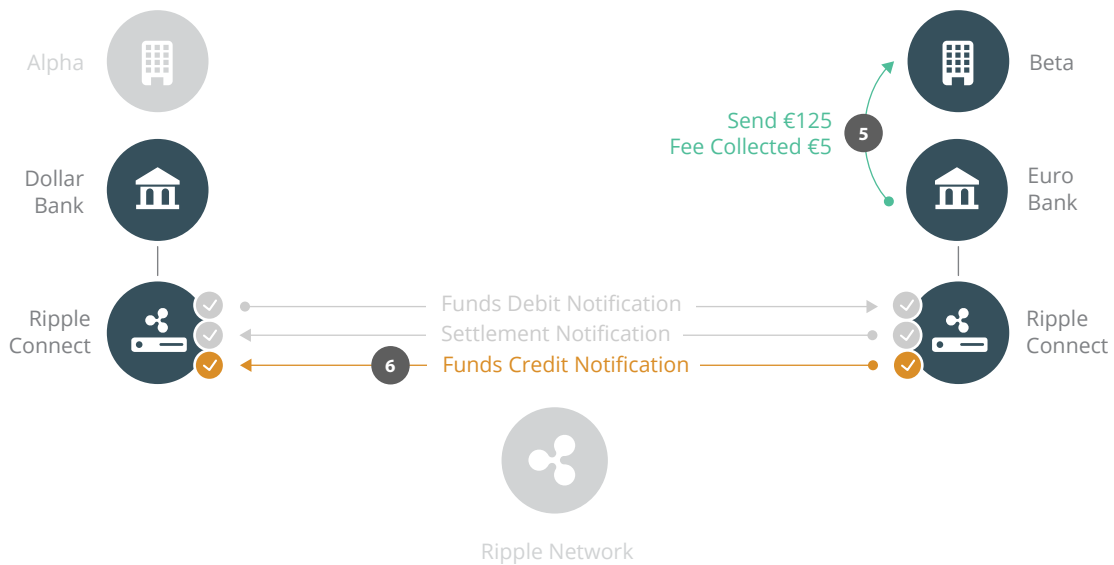 Alpha
Beta
Send €125
Fee Collected €5
5
Dollar
Bank
Euro
Bank
Ripple
Connect
Funds Debit Notification
Settlement Notification
6
Funds Credit Notification
Ripple
Connect
Ripple Network